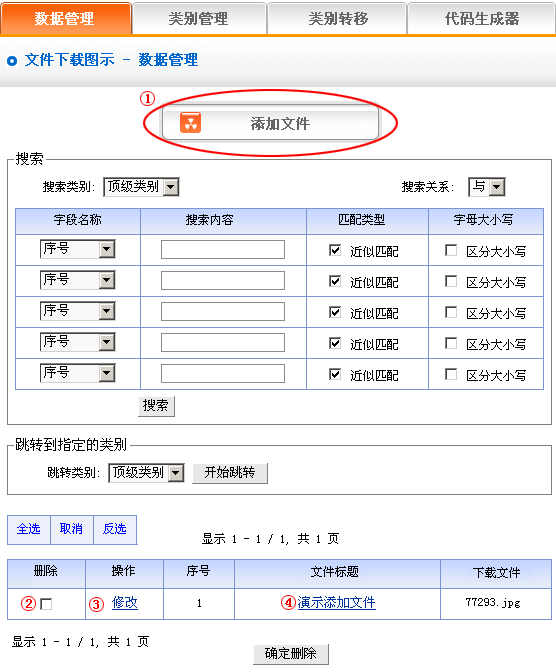 数据管理 类别管理 类别转移 代码生成器
文件下载图示 - 数据管理
①
添加文件
搜索
搜索类别: 顶级类别 搜索关系: 与
字段名称 搜索内容 匹配类型 字母大小写
序号 近似匹配 区分大小写
序号 近似匹配 区分大小写
序号 近似匹配 区分大小写
序号 近似匹配 区分大小写
序号 近似匹配 区分大小写
搜索
跳转到指定的类别
跳转类别: 顶级类别 开始跳转
全选 取消 反选
显示 1 - 1 / 1, 共 1 页
删除 操作 序号 文件标题 下载文件
② ③ 修改 1 ④ 演示添加文件 77293.jpg
显示 1 - 1 / 1, 共 1 页
确定删除